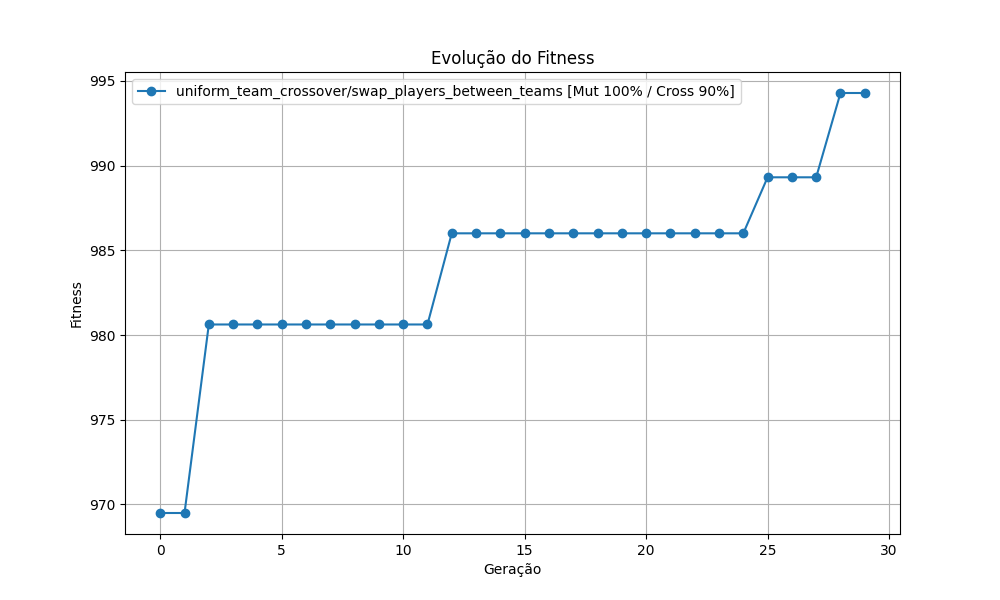 Evolução do Fitness
uniform_team_crossover/swap_players_between_teams [Mut 100% / Cross 90%]
995
990
985
980
975
970
Fitness
0 5 10 15 20 25 30
Geração